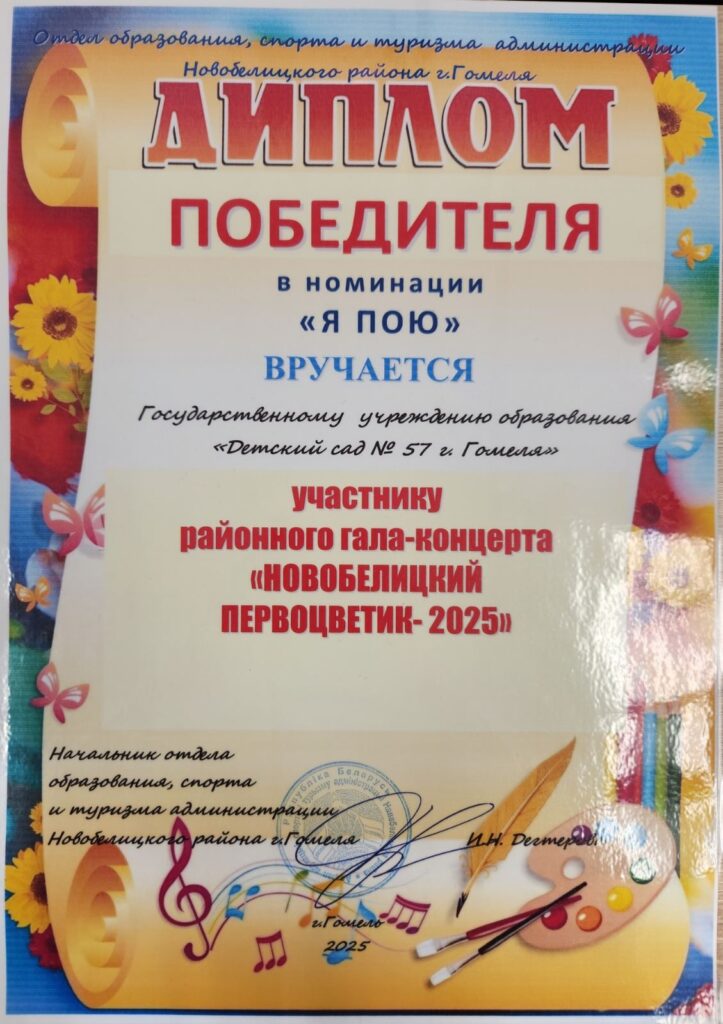 Отдел образования, спорта и туризма администрации
Новобелицкого района г.Гомеля
ДИПЛОМ
ПОБЕДИТЕЛЯ
в номинации
«Я ПОЮ»
ВРУЧАЕТСЯ
Государственному учреждению образования
«Детский сад № 57 г. Гомеля»
участнику
районного гала-концерта
«НОВОБЕЛИЦКИЙ
ПЕРВОЦВЕТИК- 2025»
Начальник отдела
образования, спорта
и туризма администрации
Новобелицкого района г.Гомеля
И.Н.
Рэспубліка Беларусь
г.Гомель
2025